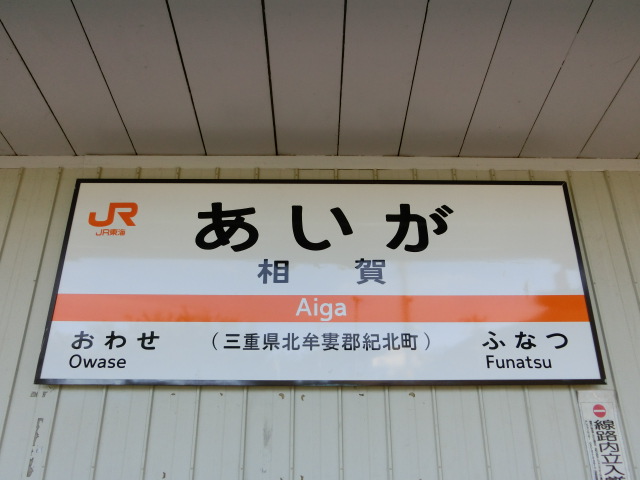 JR
JR東海
あいが
相賀
Aiga
おわせ (三重県北牟婁郡紀北町) ふなつ
Owase Funatsu
線路内立入